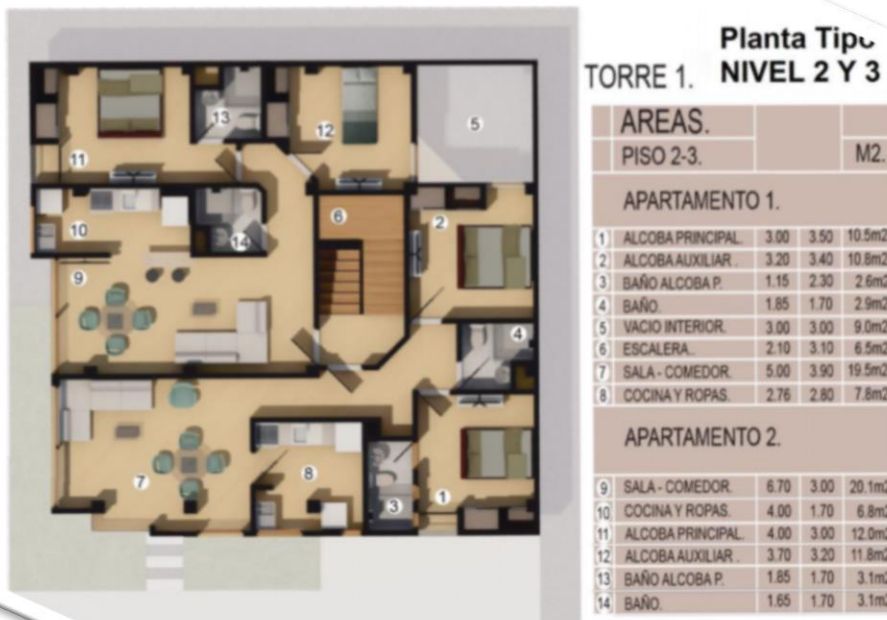 Planta Tipo
TORRE 1. NIVEL 2 Y 3
AREAS.
PISO 2-3. M2.
APARTAMENTO 1.
1 ALCOBA PRINCIPAL. 3.00 3.50 10.5m2
2 ALCOBA AUXILIAR . 3.20 3.40 10.8m2
3 BAÑO ALCOBA P. 1.15 2.30 2.6m2
4 BAÑO. 1.85 1.70 2.9m2
5 VACIO INTERIOR. 3.00 3.00 9.0m2
6 ESCALERA.. 2.10 3.10 6.5m2
7 SALA - COMEDOR. 5.00 3.90 19.5m2
8 COCINA Y ROPAS. 2.76 2.80 7.8m2
APARTAMENTO 2.
9 SALA - COMEDOR. 6.70 3.00 20.1m2
10 COCINA Y ROPAS. 4.00 1.70 6.8m2
11 ALCOBA PRINCIPAL. 4.00 3.00 12.0m2
12 ALCOBA AUXILIAR . 3.70 3.20 11.8m2
13 BAÑO ALCOBA P. 1.85 1.70 3.1m2
14 BAÑO. 1.65 1.70 3.1m2
13
5
12
11
6
2
10
14
9
4
7
8
3
1